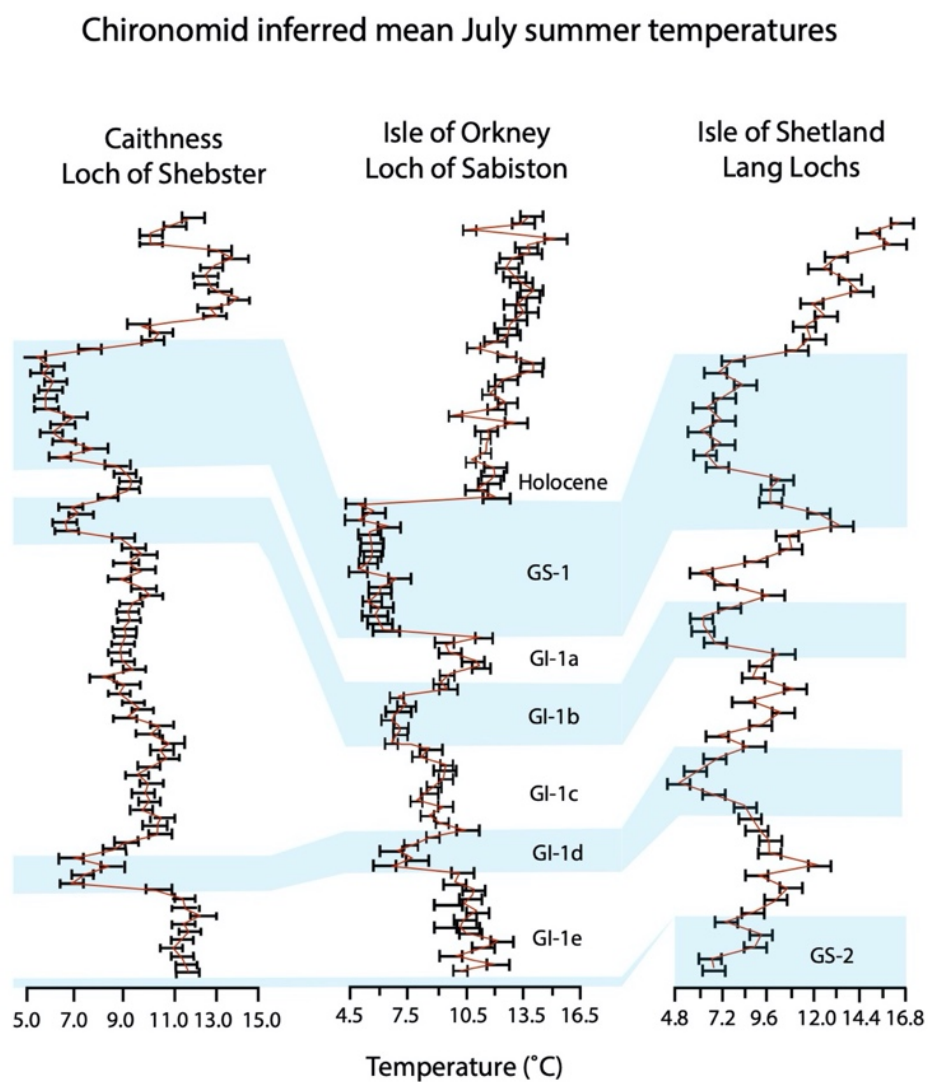 Chironomid inferred mean July summer temperatures
Caithness
Loch of Shebster
Isle of Orkney
Loch of Sabiston
Isle of Shetland
Lang Lochs
Holocene
GS-1
GI-1a
GI-1b
GI-1c
GI-1d
GI-1e
GS-2
5.0 7.0 9.0 11.0 13.0 15.0
4.5 7.5 10.5 13.5 16.5
4.8 7.2 9.6 12.0 14.4 16.8
Temperature (˚C)